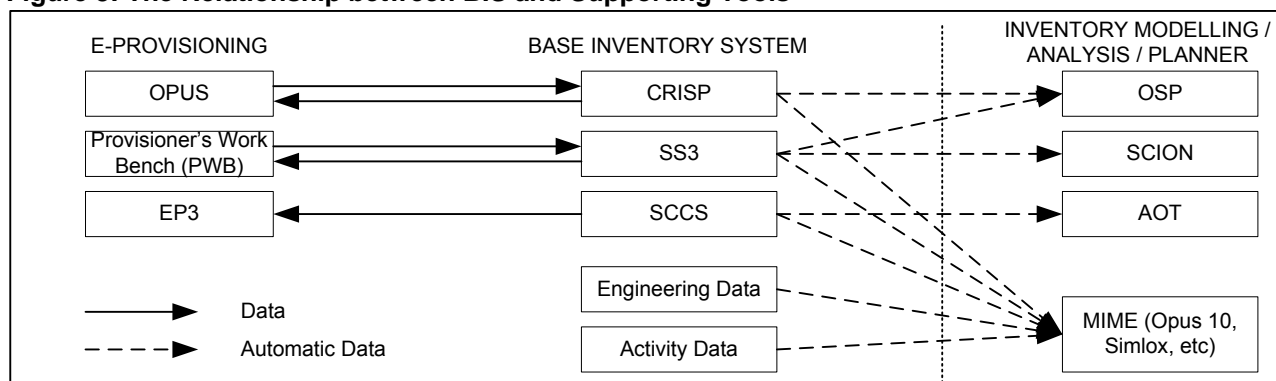 The Relationship between BIS and Supporting Tools
E-PROVISIONING
BASE INVENTORY SYSTEM
INVENTORY MODELLING /
ANALYSIS / PLANNER
OPUS
CRISP
OSP
Provisioner's Work
Bench (PWB)
SS3
SCION
EP3
SCCS
AOT
Engineering Data
Activity Data
MIME (Opus 10,
Simlox, etc)
Data
Automatic Data